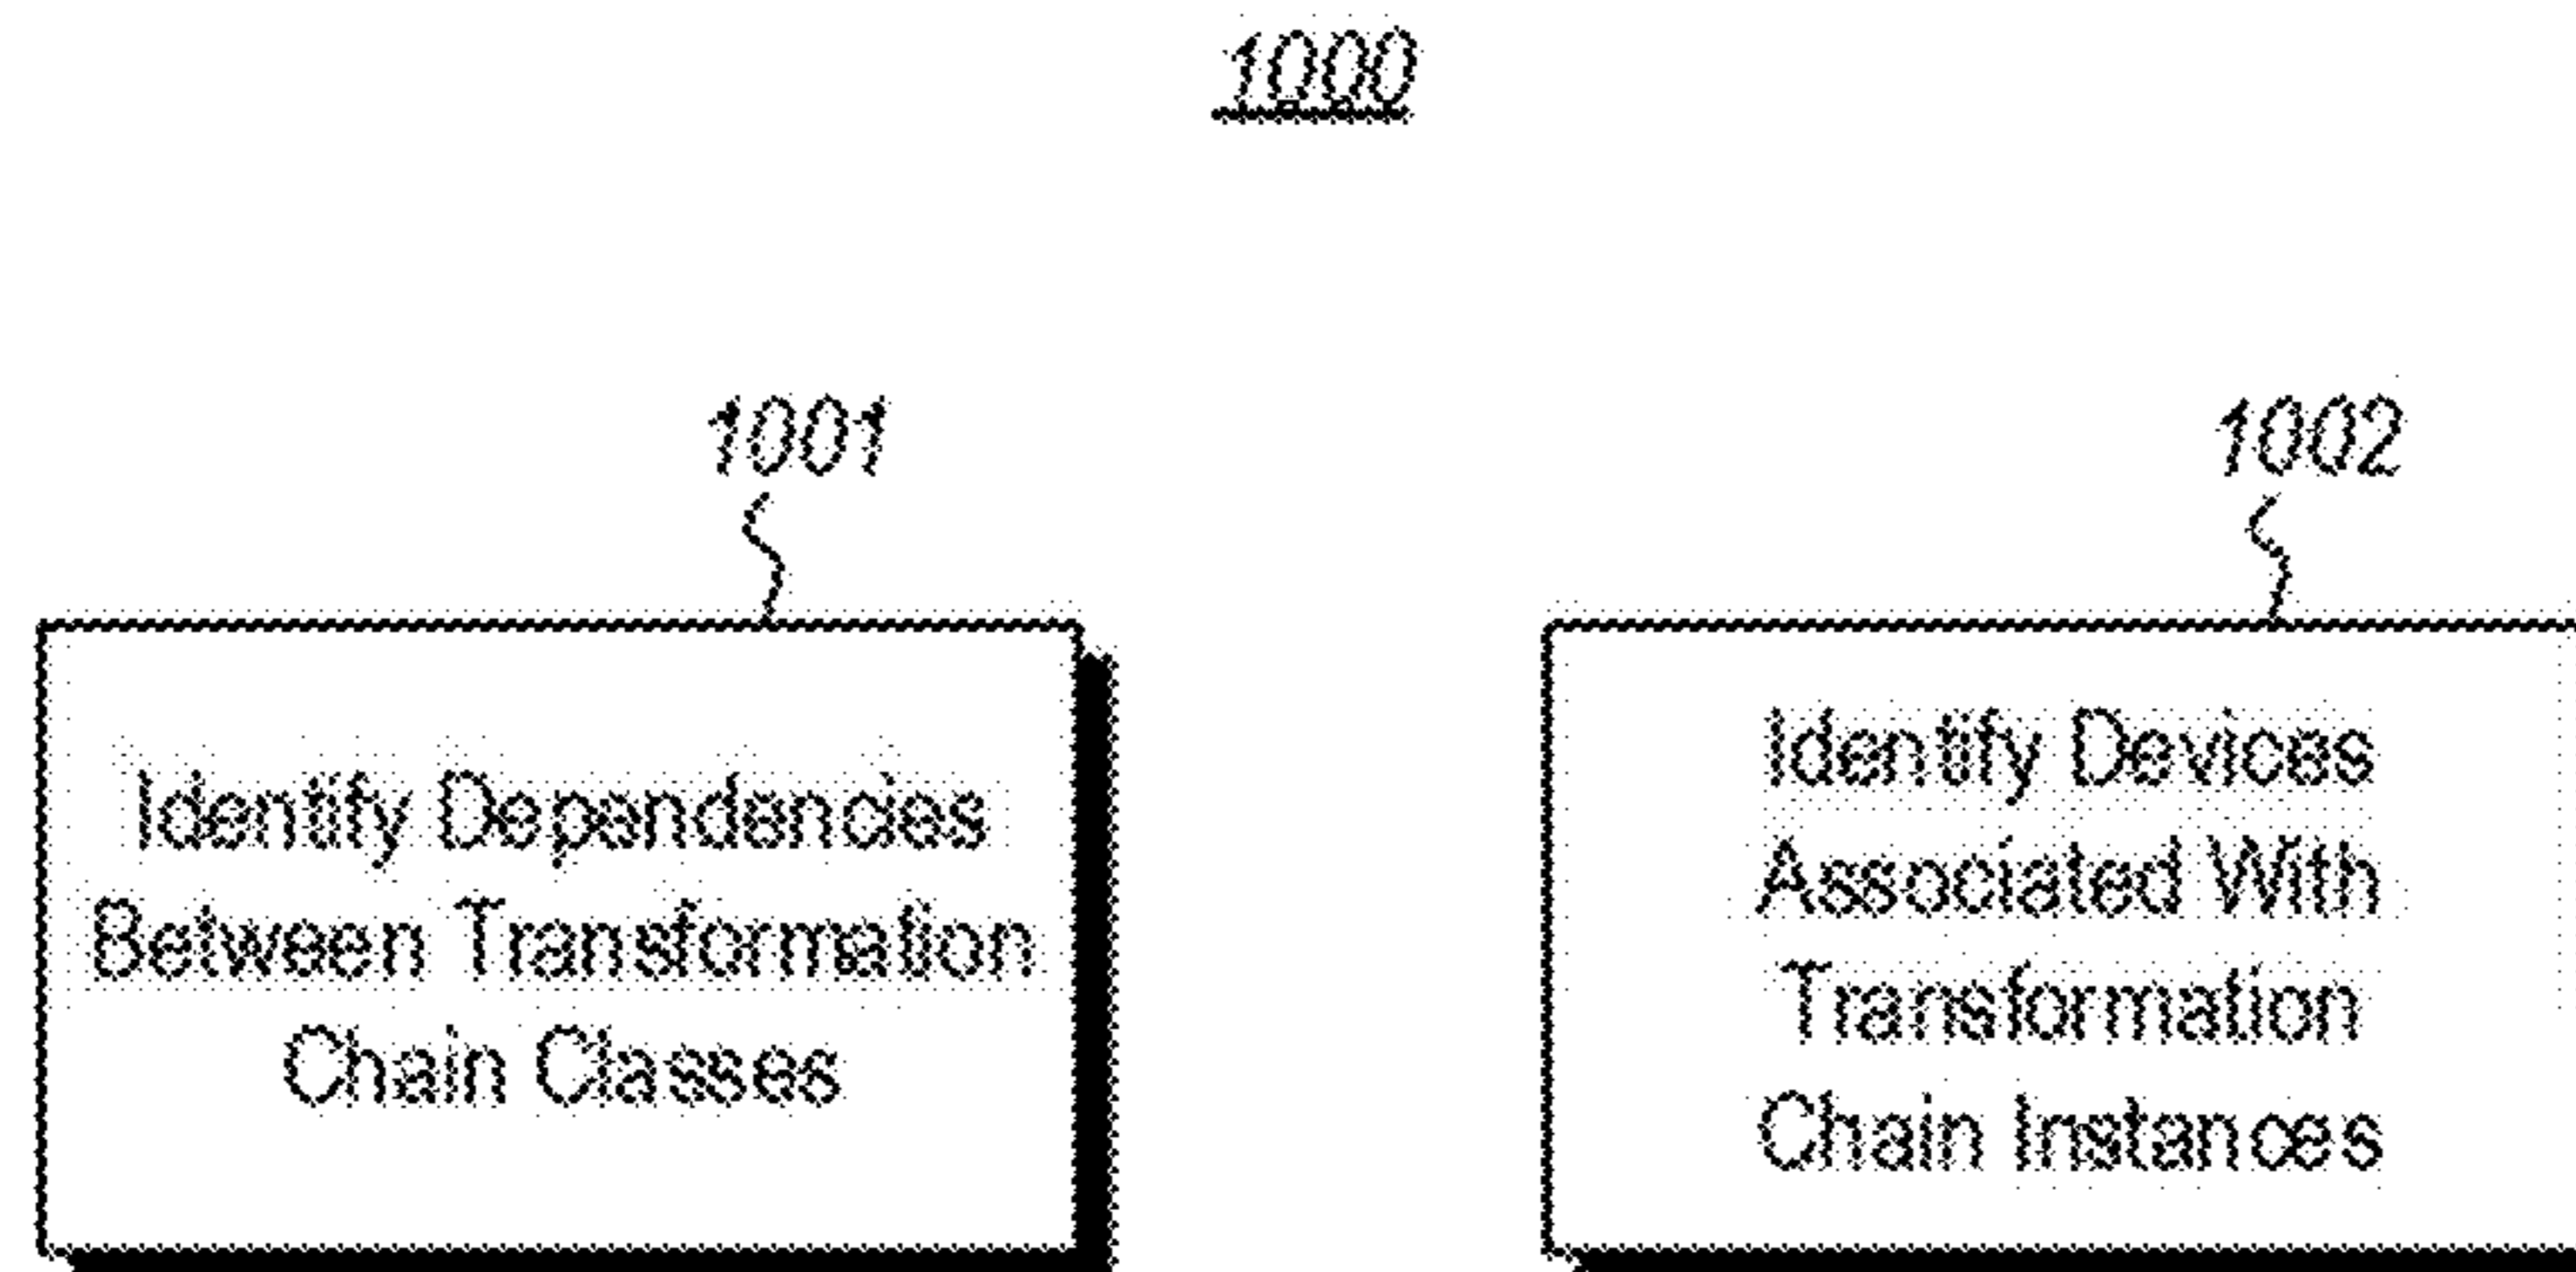 1000
1001
1002
Identify Dependencies
Between Transformation
Chain Classes
Identify Devices
Associated With
Transformation
Chain Instances